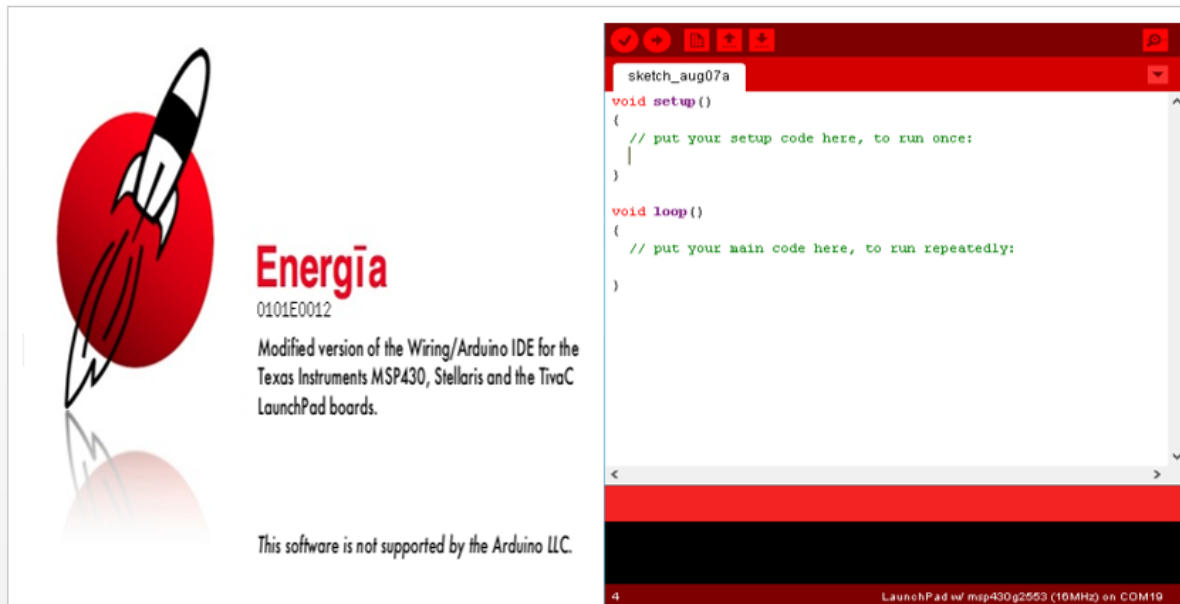 Energīa
0101E0012
Modified version of the Wiring/Arduino IDE for the
Texas Instruments MSP430, Stellaris and the TivaC
LaunchPad boards.
This software is not supported by the Arduino LLC.
sketch_aug07a
void setup()
{
  // put your setup code here, to run once:
}
void loop()
{
  // put your main code here, to run repeatedly:
}
4
LaunchPad w/ msp430g2553 (16MHz) on COM19